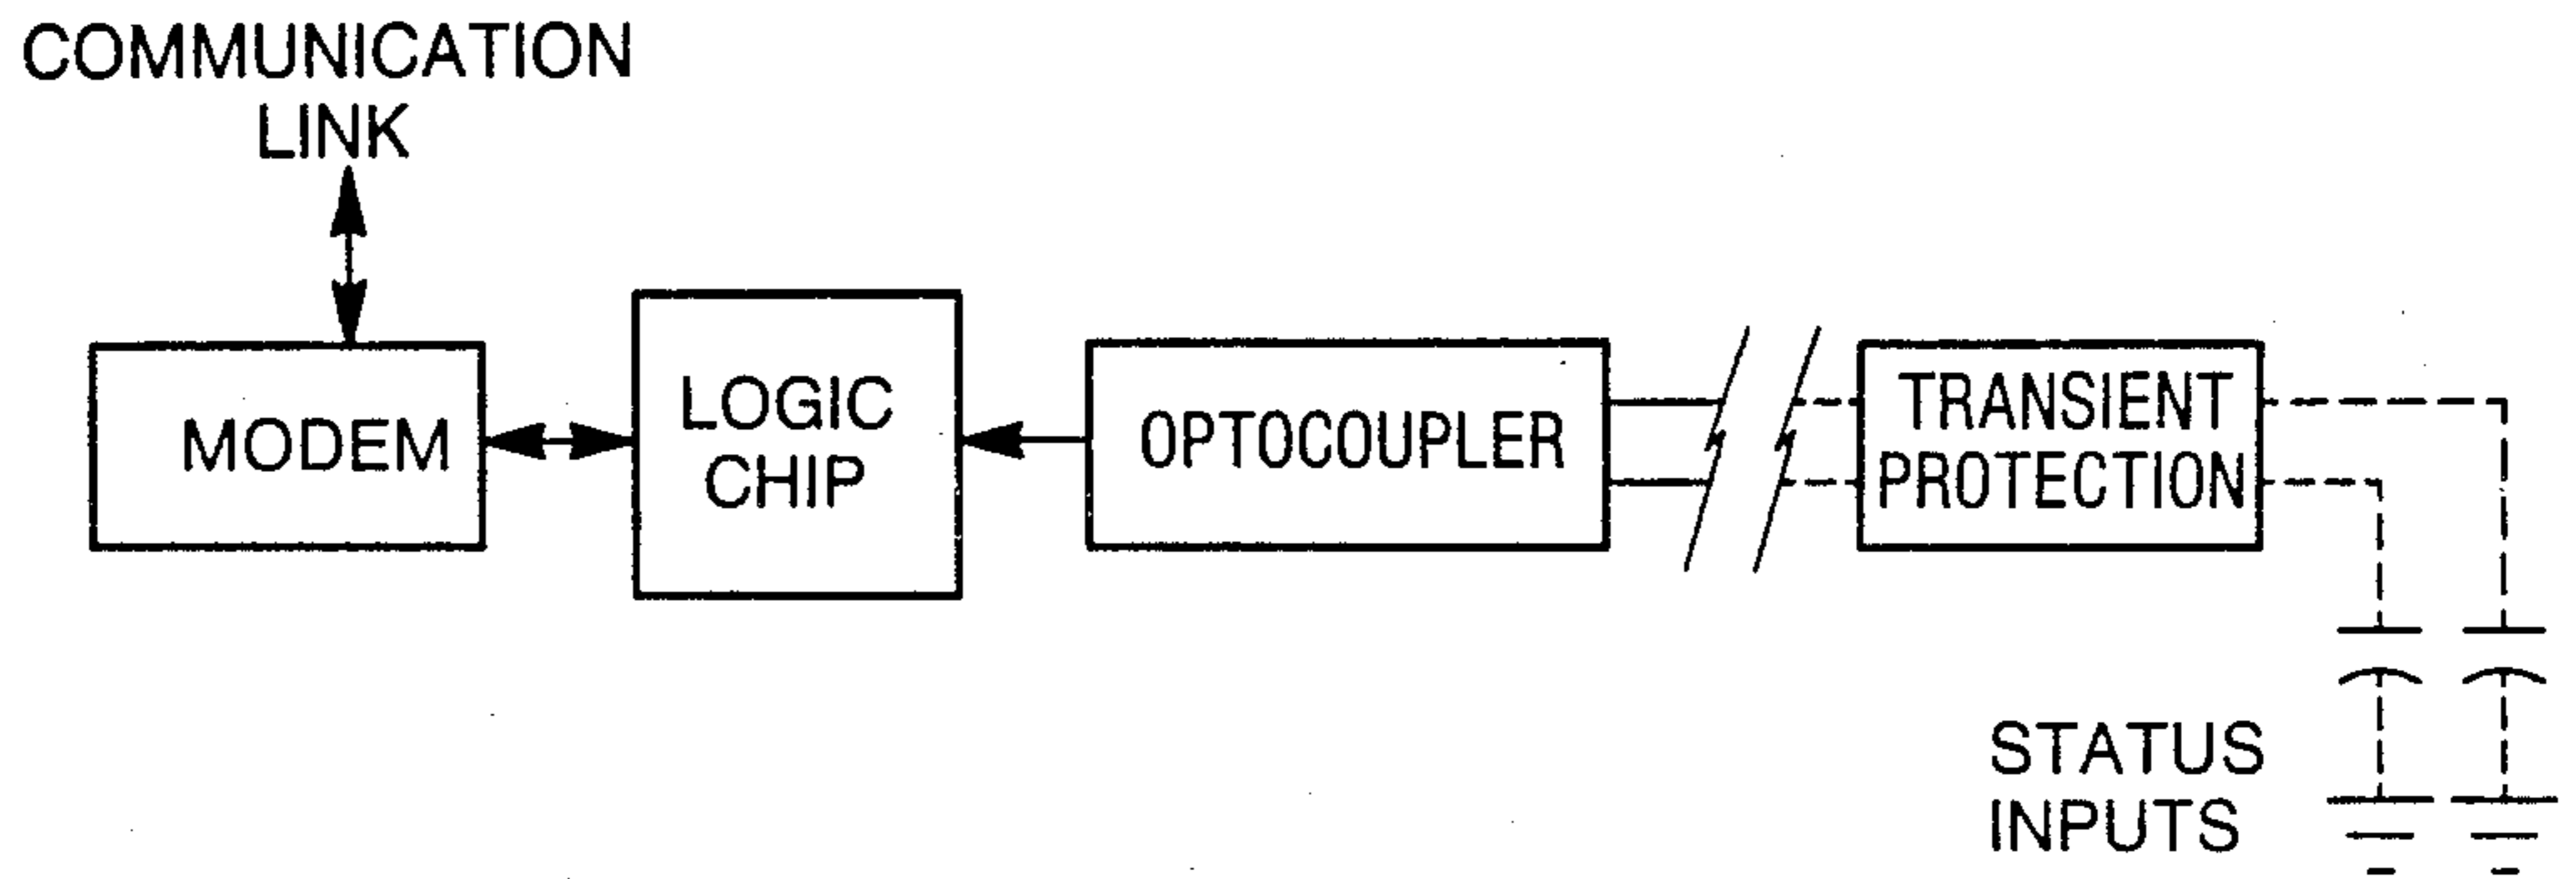 COMMUNICATION
LINK
MODEM
LOGIC
CHIP
OPTOCOUPLER
TRANSIENT
PROTECTION
STATUS
INPUTS